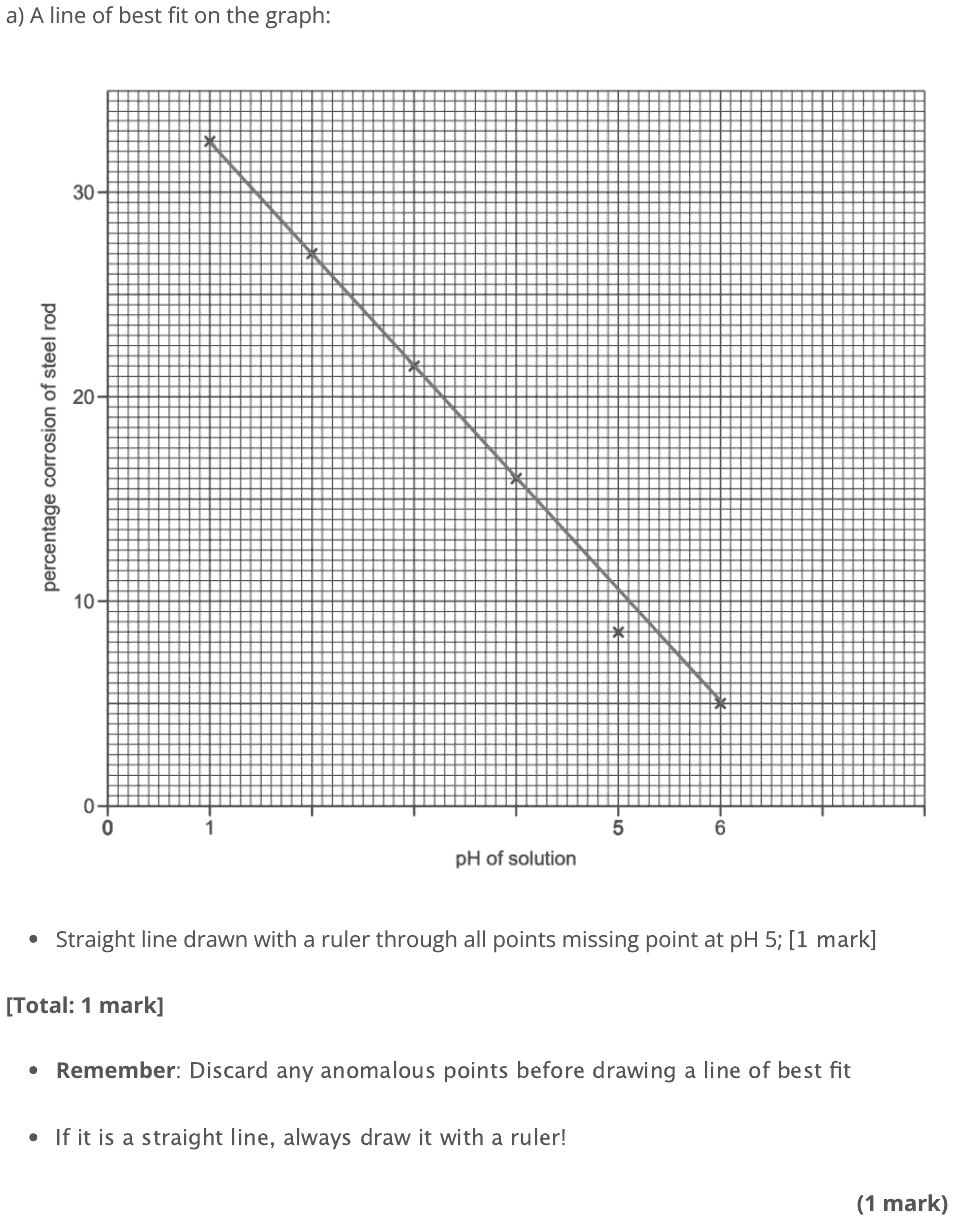 a) A line of best fit on the graph:
30
20
10
0
percentage corrosion of steel rod
0 1 5 6
pH of solution
• Straight line drawn with a ruler through all points missing point at pH 5; [1 mark]
[Total: 1 mark]
• Remember: Discard any anomalous points before drawing a line of best fit
• If it is a straight line, always draw it with a ruler!
(1 mark)